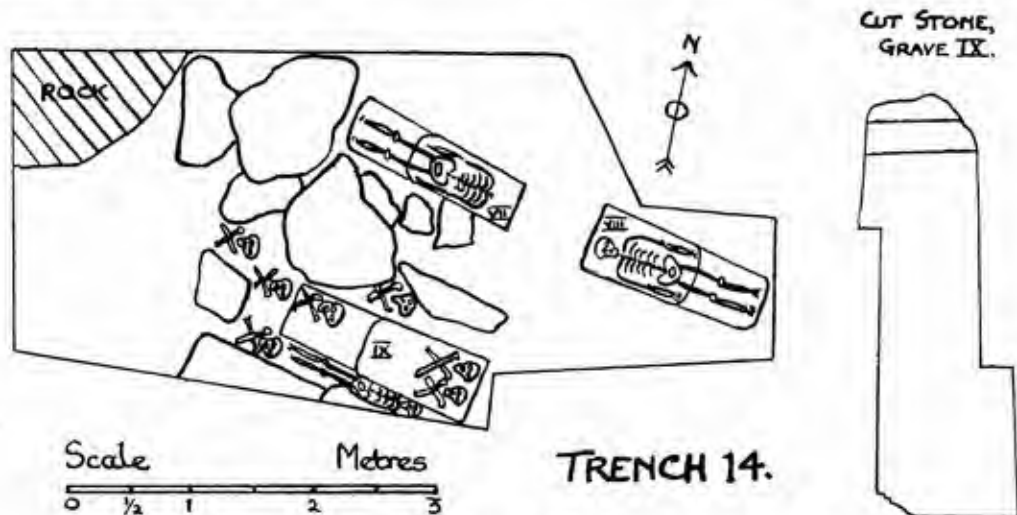 CUT STONE,
GRAVE IX.
N
ROCK
VII
VIII
IX
Scale Metres
0 ½ 1 2 3
TRENCH 14.